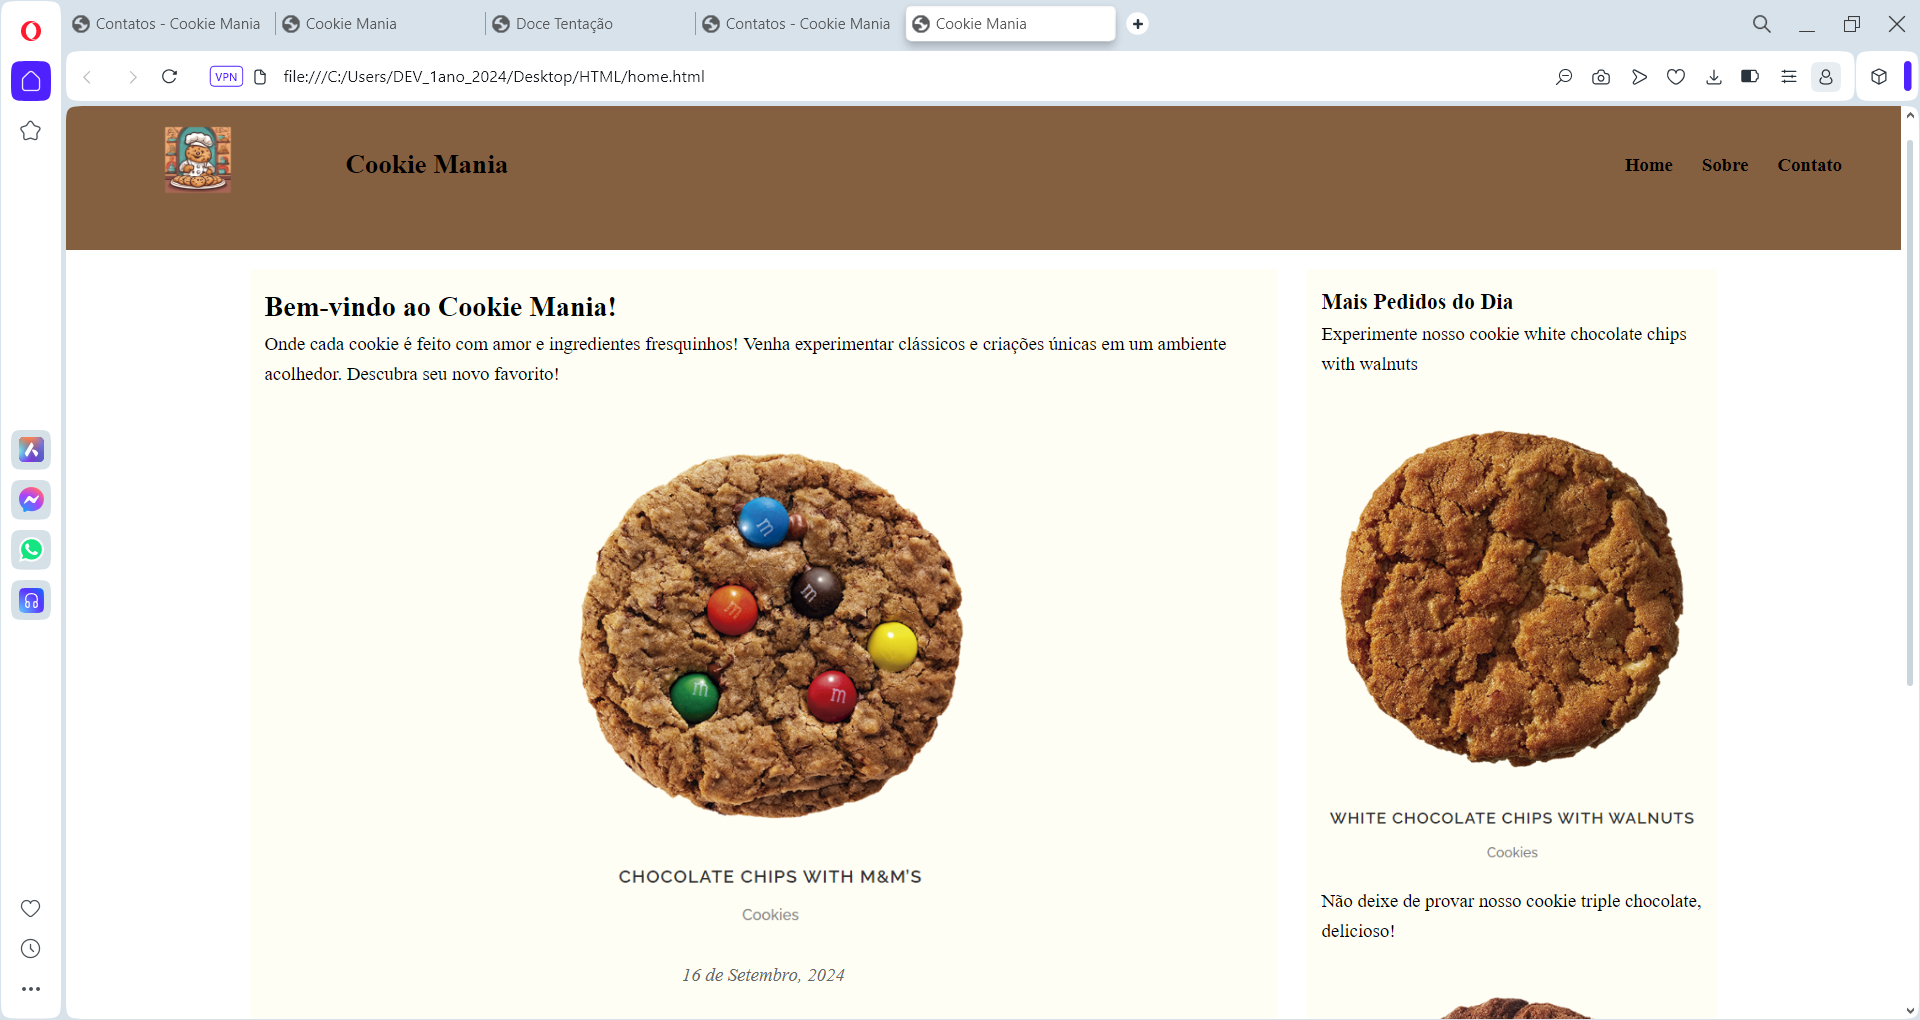 Contatos - Cookie Mania
Cookie Mania
Doce Tentação
Contatos - Cookie Mania
Cookie Mania
VPN
file:///C:/Users/DEV_1ano_2024/Desktop/HTML/home.html
Cookie Mania
Home
Sobre
Contato
Bem-vindo ao Cookie Mania!
Onde cada cookie é feito com amor e ingredientes fresquinhos! Venha experimentar clássicos e criações únicas em um ambiente
acolhedor. Descubra seu novo favorito!
m
m
m
m
m
CHOCOLATE CHIPS WITH M&M'S
Cookies
16 de Setembro, 2024
Mais Pedidos do Dia
Experimente nosso cookie white chocolate chips
with walnuts
WHITE CHOCOLATE CHIPS WITH WALNUTS
Cookies
Não deixe de provar nosso cookie triple chocolate,
delicioso!